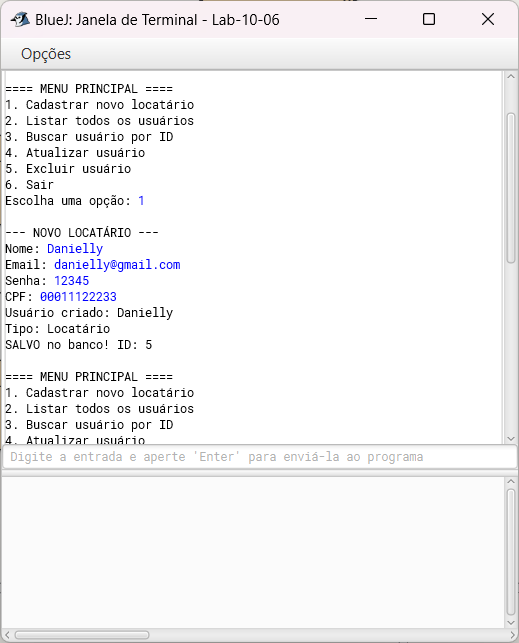 BlueJ: Janela de Terminal - Lab-10-06
Opções
==== MENU PRINCIPAL ====
1. Cadastrar novo locatário
2. Listar todos os usuários
3. Buscar usuário por ID
4. Atualizar usuário
5. Excluir usuário
6. Sair
Escolha uma opção: 1
--- NOVO LOCATÁRIO ---
Nome: Danielly
Email: danielly@gmail.com
Senha: 12345
CPF: 00011122233
Usuário criado: Danielly
Tipo: Locatário
SALVO no banco! ID: 5
==== MENU PRINCIPAL ====
1. Cadastrar novo locatário
2. Listar todos os usuários
3. Buscar usuário por ID
4. Atualizar usuário
Digite a entrada e aperte 'Enter' para enviá-la ao programa